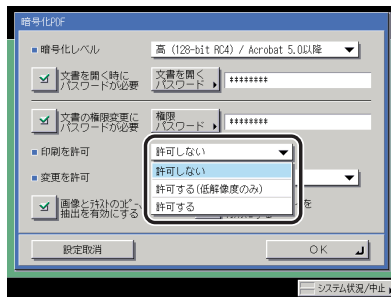 暗号化PDF
暗号化レベル
高 (128-bit RC4) / Acrobat 5.0以降
文書を開く時に
パスワードが必要
文書を開く
パスワード
********
文書の権限変更に
パスワードが必要
権限
パスワード
********
印刷を許可
許可しない
許可しない
許可する(低解像度のみ)
許可する
変更を許可
画像とテキストのコピー、
抽出を有効にする
を
設定取消
OK
システム状況/中止